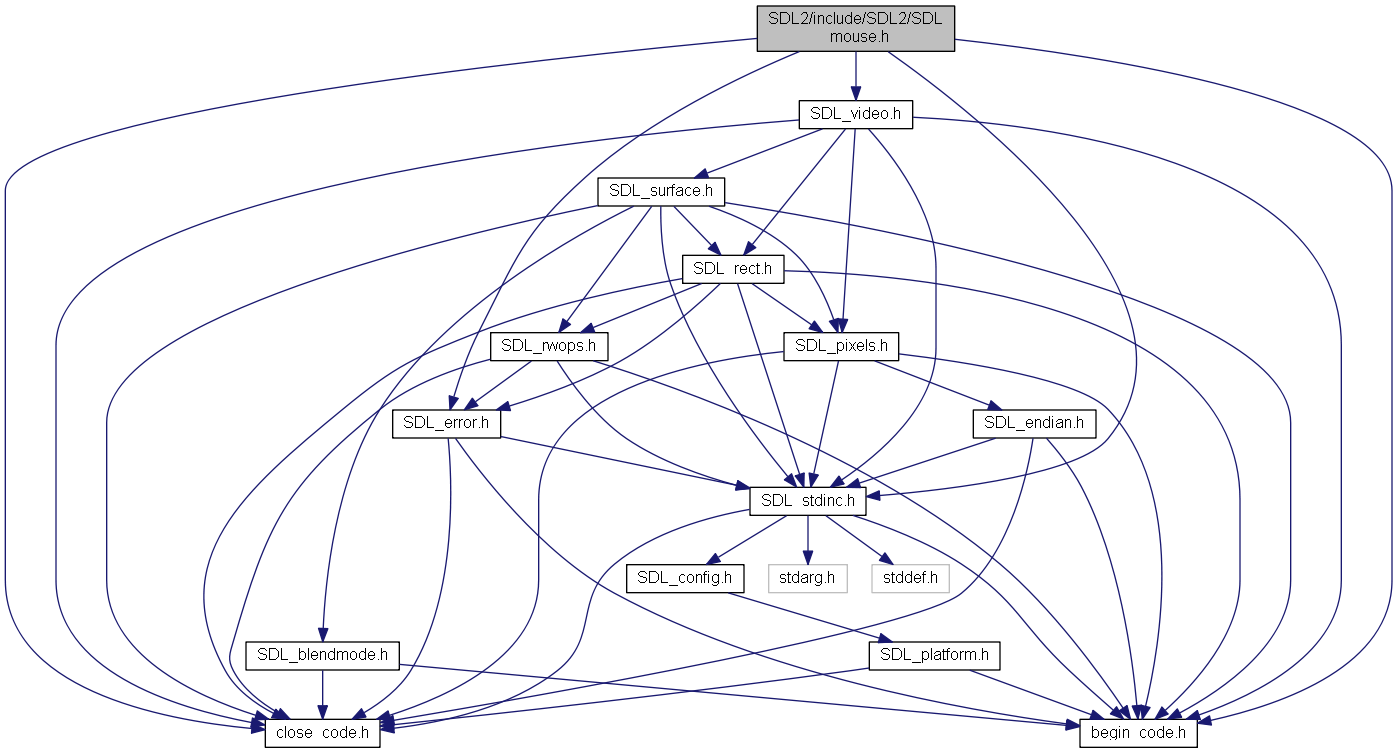 SDL2/include/SDL2/SDL
_mouse.h
SDL_video.h
SDL_surface.h
SDL_rect.h
SDL_rwops.h
SDL_pixels.h
SDL_error.h
SDL_endian.h
SDL_stdinc.h
SDL_config.h
stdarg.h
stddef.h
SDL_blendmode.h
SDL_platform.h
close_code.h
begin_code.h